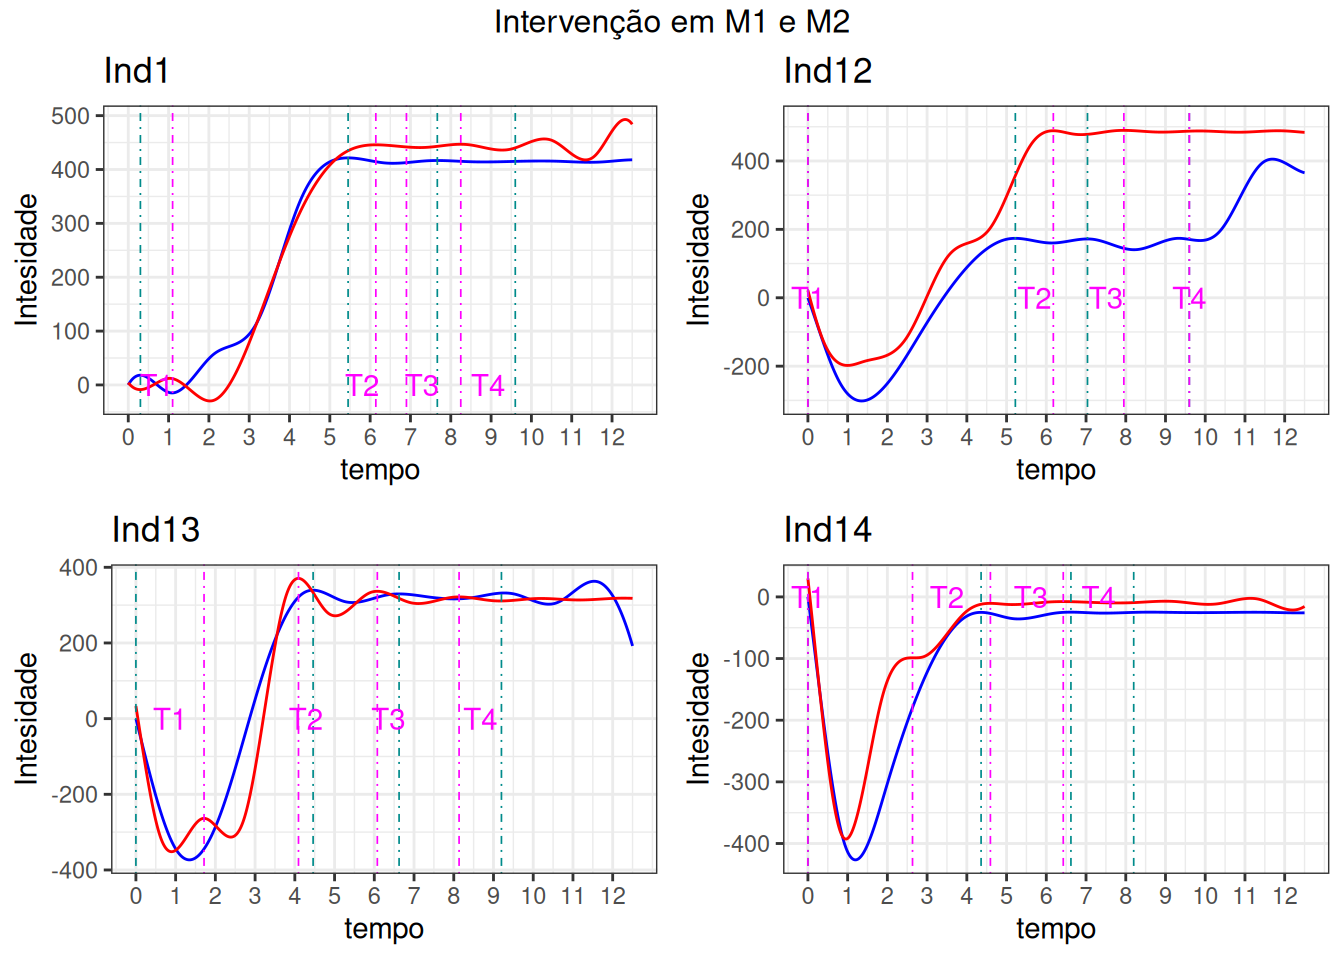 Intervenção em M1 e M2
Ind1
Intesidade
500
400
300
200
100
0
T1
T2
T3
T4
0 1 2 3 4 5 6 7 8 9 10 11 12
tempo
Ind12
Intesidade
400
200
0
-200
T1
T2
T3
T4
0 1 2 3 4 5 6 7 8 9 10 11 12
tempo
Ind13
Intesidade
400
200
0
-200
-400
T1
T2
T3
T4
0 1 2 3 4 5 6 7 8 9 10 11 12
tempo
Ind14
Intesidade
0
-100
-200
-300
-400
T1
T2
T3
T4
0 1 2 3 4 5 6 7 8 9 10 11 12
tempo